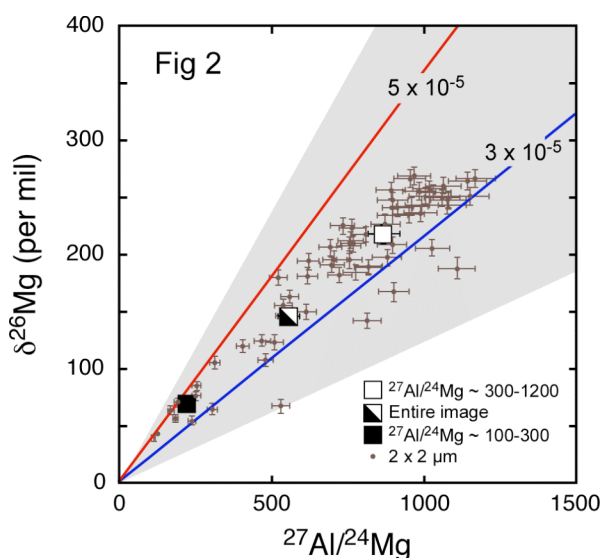 400
Fig 2
5 x 10⁻⁵
300
3 x 10⁻⁵
δ²⁶Mg (per mil)
200
100
²⁷Al/²⁴Mg ~ 300-1200
Entire image
²⁷Al/²⁴Mg ~ 100-300
2 x 2 µm
0
0 500 1000 1500
²⁷Al/²⁴Mg